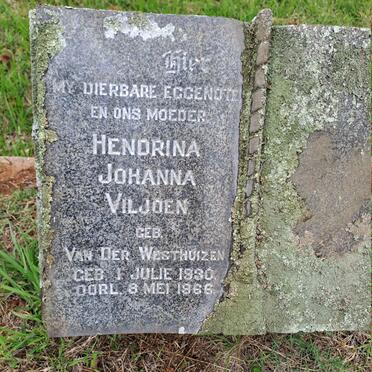 Hier
MY DIERBARE EGGENOTE
EN ONS MOEDER
HENDRINA
JOHANNA
VILJOEN
GEB.
VAN DER WESTHUIZEN
GEB. 1 JULIE 1930.
OORL. 8 MEI 1966.